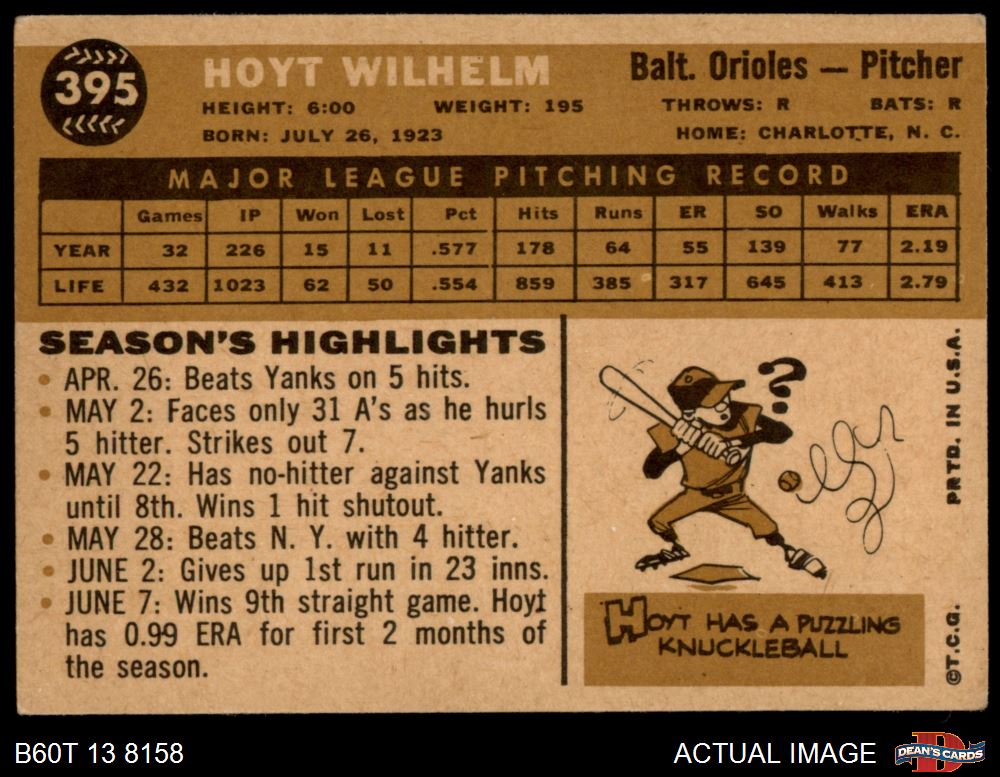 395
HOYT WILHELM
Balt. Orioles — Pitcher
HEIGHT: 6:00 WEIGHT: 195 THROWS: R BATS: R
BORN: JULY 26, 1923 HOME: CHARLOTTE, N. C.
MAJOR LEAGUE PITCHING RECORD
Games IP Won Lost Pct Hits Runs ER SO Walks ERA
YEAR 32 226 15 11 .577 178 64 55 139 77 2.19
LIFE 432 1023 62 50 .554 859 385 317 645 413 2.79
SEASON'S HIGHLIGHTS
• APR. 26: Beats Yanks on 5 hits.
• MAY 2: Faces only 31 A's as he hurls
5 hitter. Strikes out 7.
• MAY 22: Has no-hitter against Yanks
until 8th. Wins 1 hit shutout.
• MAY 28: Beats N. Y. with 4 hitter.
• JUNE 2: Gives up 1st run in 23 inns.
• JUNE 7: Wins 9th straight game. Hoyt
has 0.99 ERA for first 2 months of
the season.
?
HOYT HAS A PUZZLING
KNUCKLEBALL
PRTD. IN U.S.A.
©T.C.G.
B60T 13 8158
ACTUAL IMAGE
D
DEAN'S CARDS